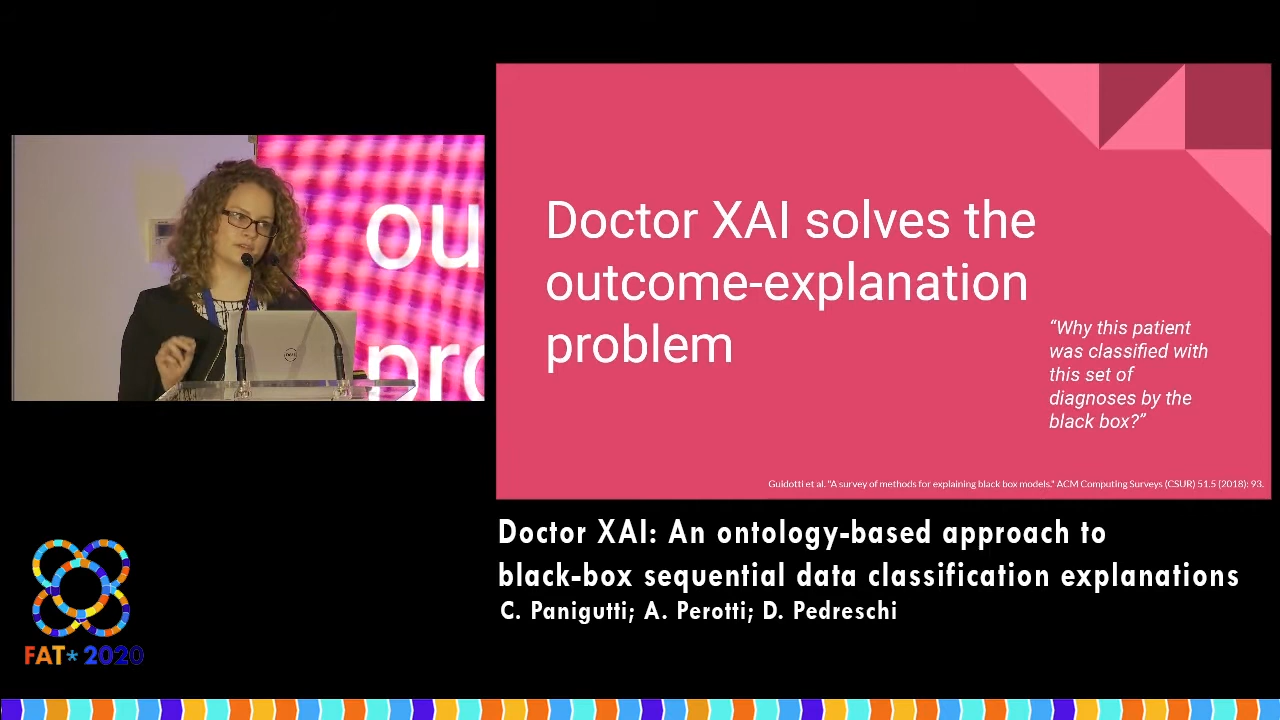 ou
pro
DELL
Doctor XAI solves the
outcome-explanation
problem
“Why this patient
was classified with
this set of
diagnoses by the
black box?”
Guidotti et al. "A survey of methods for explaining black box models." ACM Computing Surveys (CSUR) 51.5 (2018): 93.
Doctor XAI: An ontology-based approach to
black-box sequential data classification explanations
C. Panigutti; A. Perotti; D. Pedreschi
FAT* 2020